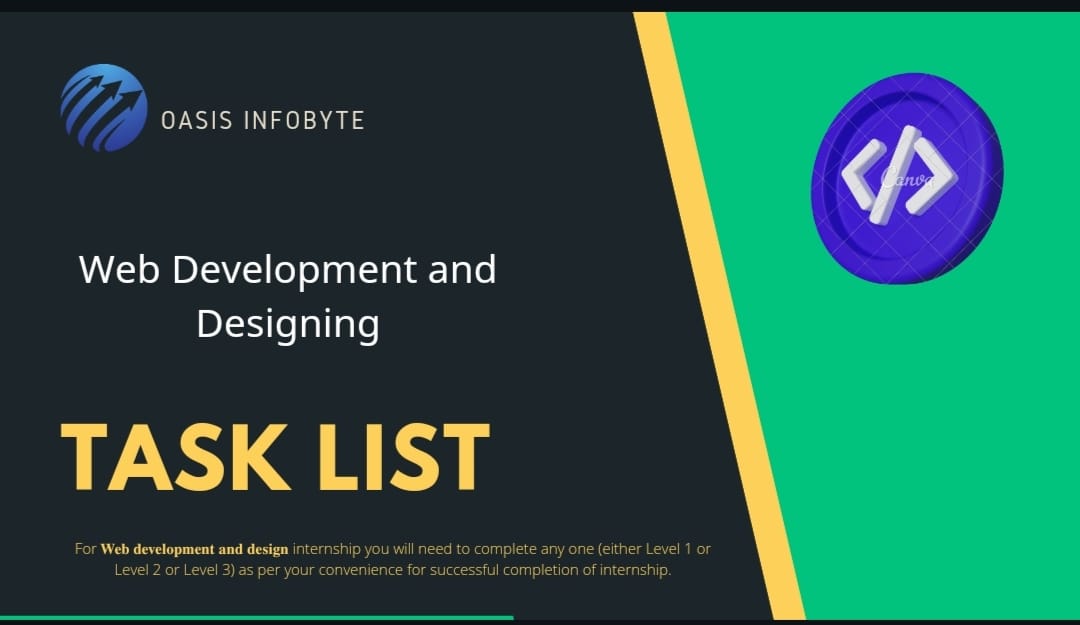 OASIS INFOBYTE
Web Development and
Designing
TASK LIST
For Web development and design internship you will need to complete any one (either Level 1 or
Level 2 or Level 3) as per your convenience for successful completion of internship.
Canva